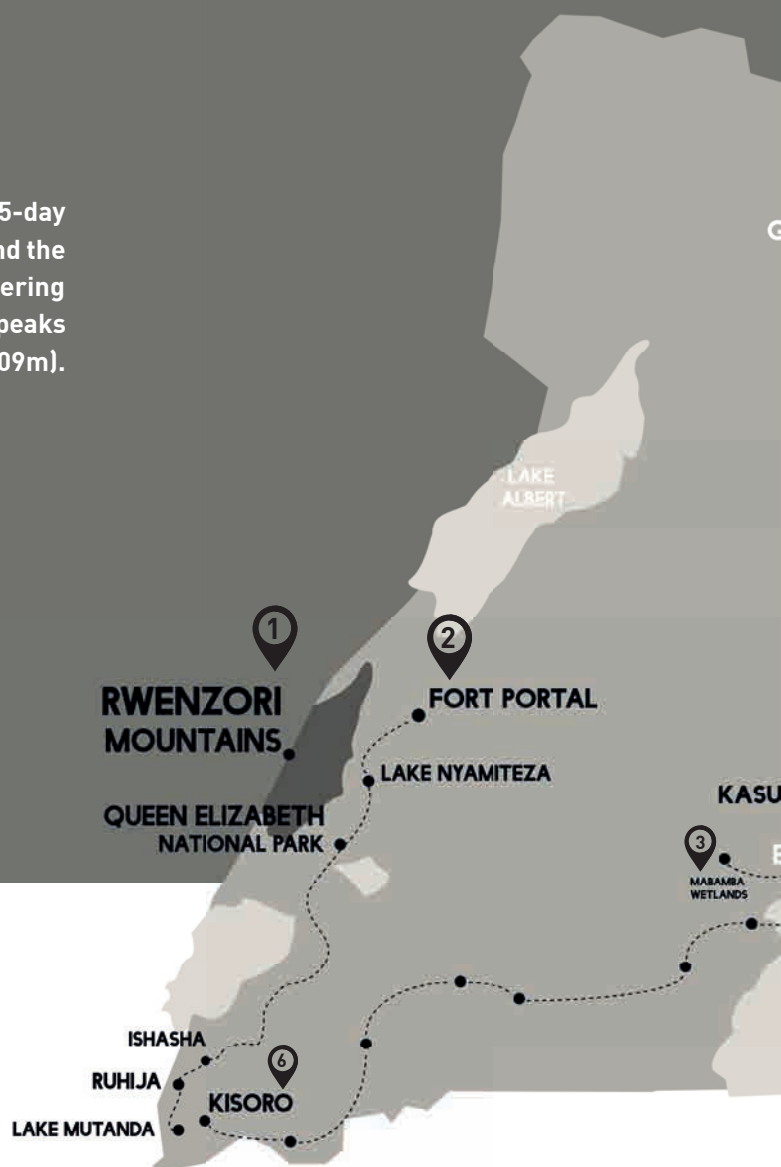 5-day
nd the
ering
peaks
09m).
G
LAKE
ALBERT
1
2
RWENZORI
MOUNTAINS
FORT PORTAL
LAKE NYAMITEZA
QUEEN ELIZABETH
NATIONAL PARK
KASU
3
E
MABAMBA
WETLANDS
ISHASHA
6
RUHIJA
KISORO
LAKE MUTANDA